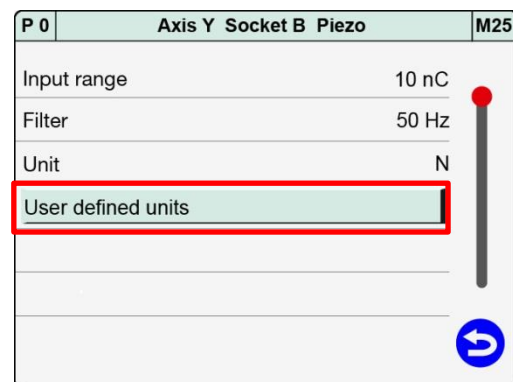 P 0 Axis Y Socket B Piezo M25
Input range 10 nC
Filter 50 Hz
Unit N
User defined units